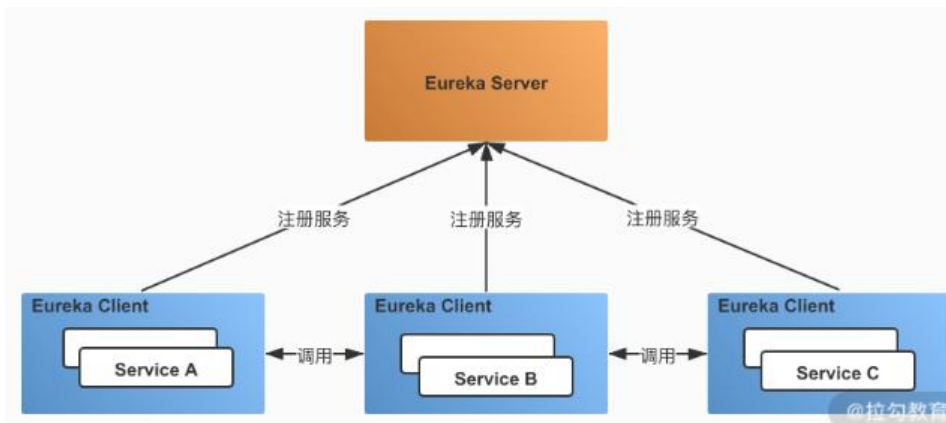 Eureka Server
注册服务
注册服务
注册服务
Eureka Client
Eureka Client
Eureka Client
Service A
调用
Service B
调用
Service C
@拉勾教育